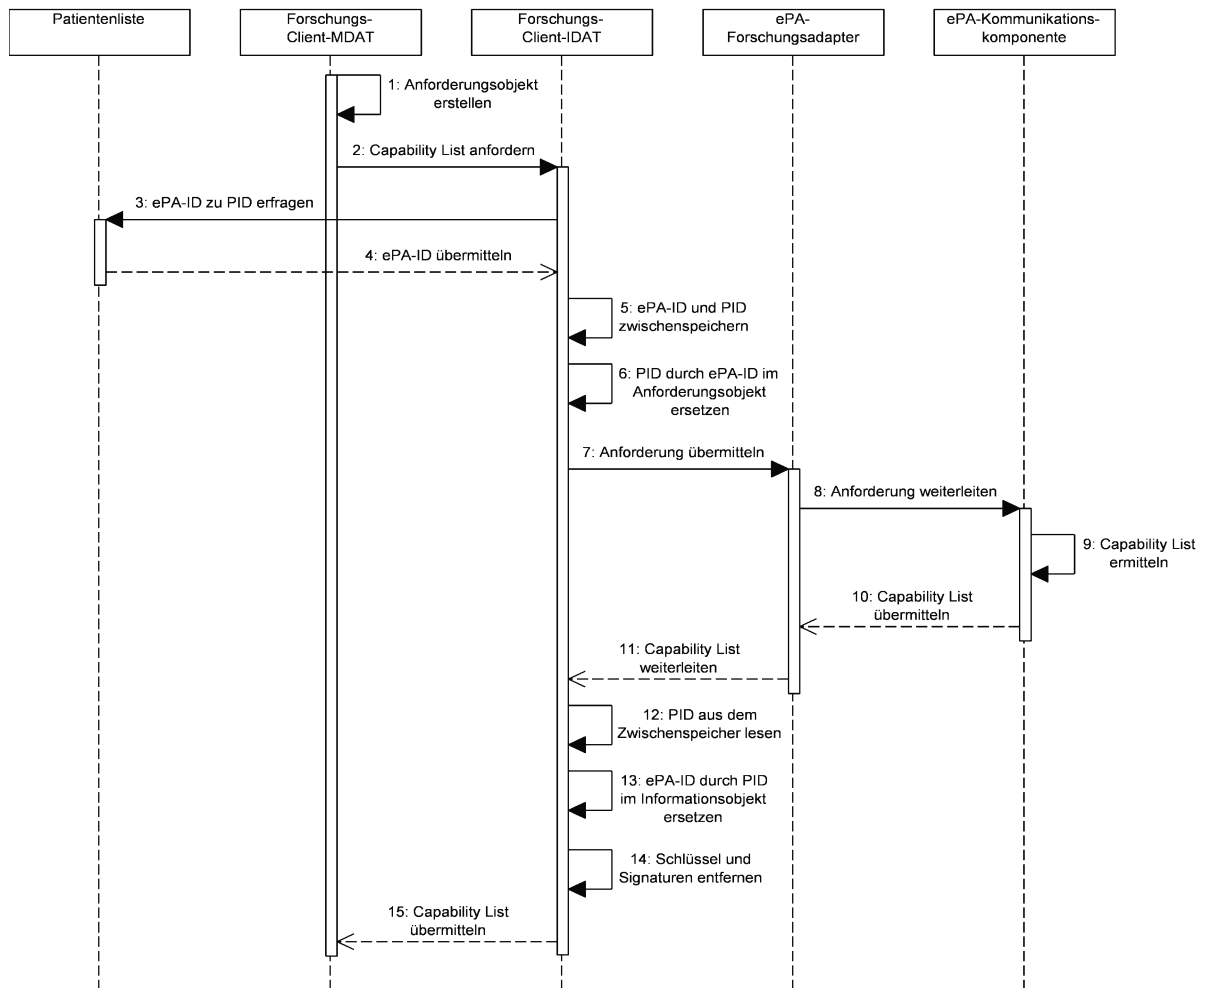 Patientenliste
Forschungs-
Client-MDAT
Forschungs-
Client-IDAT
ePA-
Forschungsadapter
ePA-Kommunikations-
komponente
1: Anforderungsobjekt
erstellen
2: Capability List anfordern
3: ePA-ID zu PID erfragen
4: ePA-ID übermitteln
5: ePA-ID und PID
zwischenspeichern
6: PID durch ePA-ID im
Anforderungsobjekt
ersetzen
7: Anforderung übermitteln
8: Anforderung weiterleiten
9: Capability List
ermitteln
10: Capability List
übermitteln
11: Capability List
weiterleiten
12: PID aus dem
Zwischenspeicher lesen
13: ePA-ID durch PID
im Informationsobjekt
ersetzen
14: Schlüssel und
Signaturen entfernen
15: Capability List
übermitteln